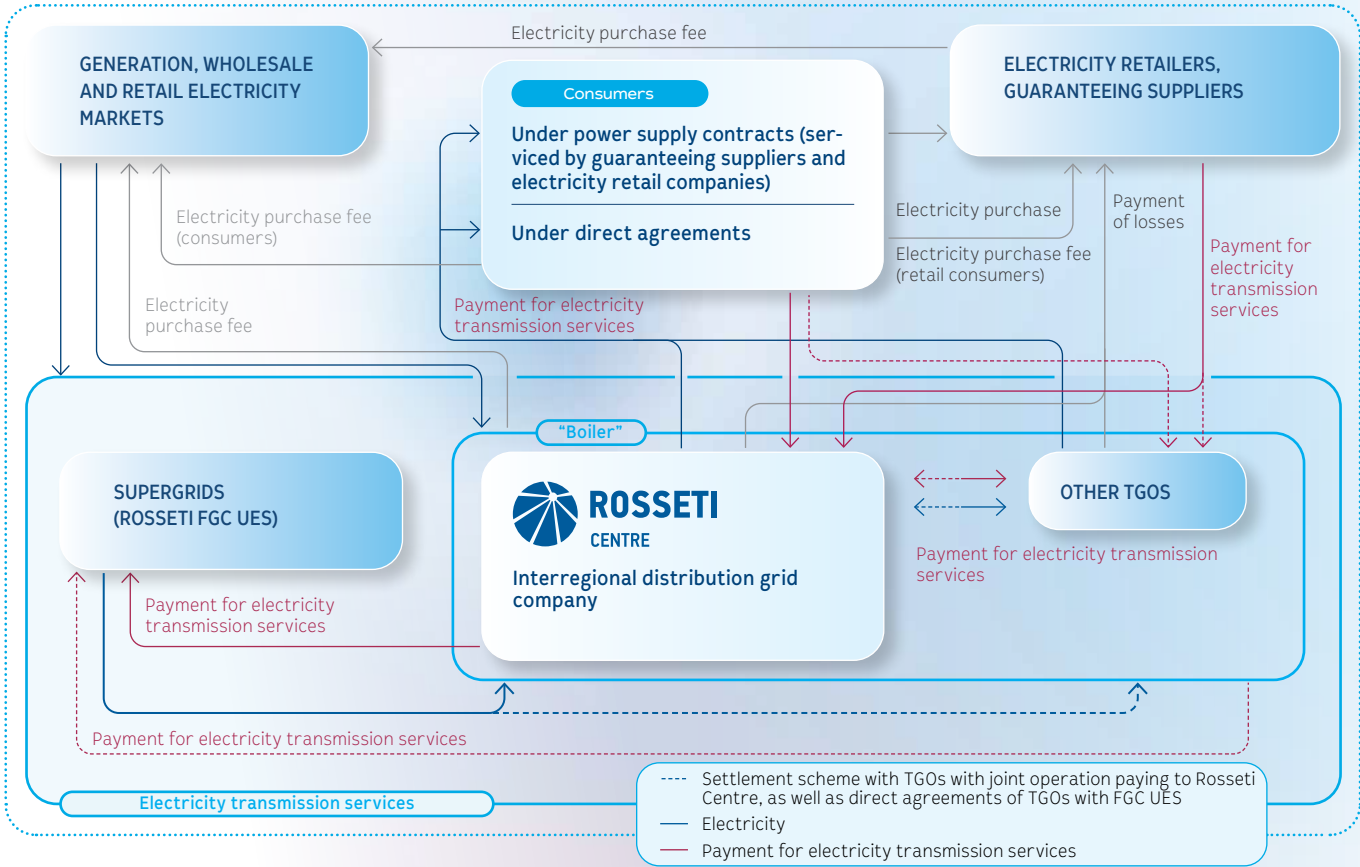 Electricity purchase fee
GENERATION, WHOLESALE
AND RETAIL ELECTRICITY
MARKETS
Consumers
Under power supply contracts (ser-
viced by guaranteeing suppliers and
electricity retail companies)
Under direct agreements
ELECTRICITY RETAILERS,
GUARANTEEING SUPPLIERS
Electricity purchase fee
(consumers)
Electricity purchase
Electricity purchase fee
(retail consumers)
Payment
of losses
Payment for
electricity
transmission
services
Electricity
purchase fee
Payment for electricity
transmission services
"Boiler"
SUPERGRIDS
(ROSSETI FGC UES)
ROSSETI
CENTRE
Interregional distribution grid
company
OTHER TGOS
Payment for electricity transmission
services
Payment for electricity
transmission services
Payment for electricity transmission services
Electricity transmission services
Settlement scheme with TGOs with joint operation paying to Rosseti
Centre, as well as direct agreements of TGOs with FGC UES
Electricity
Payment for electricity transmission services